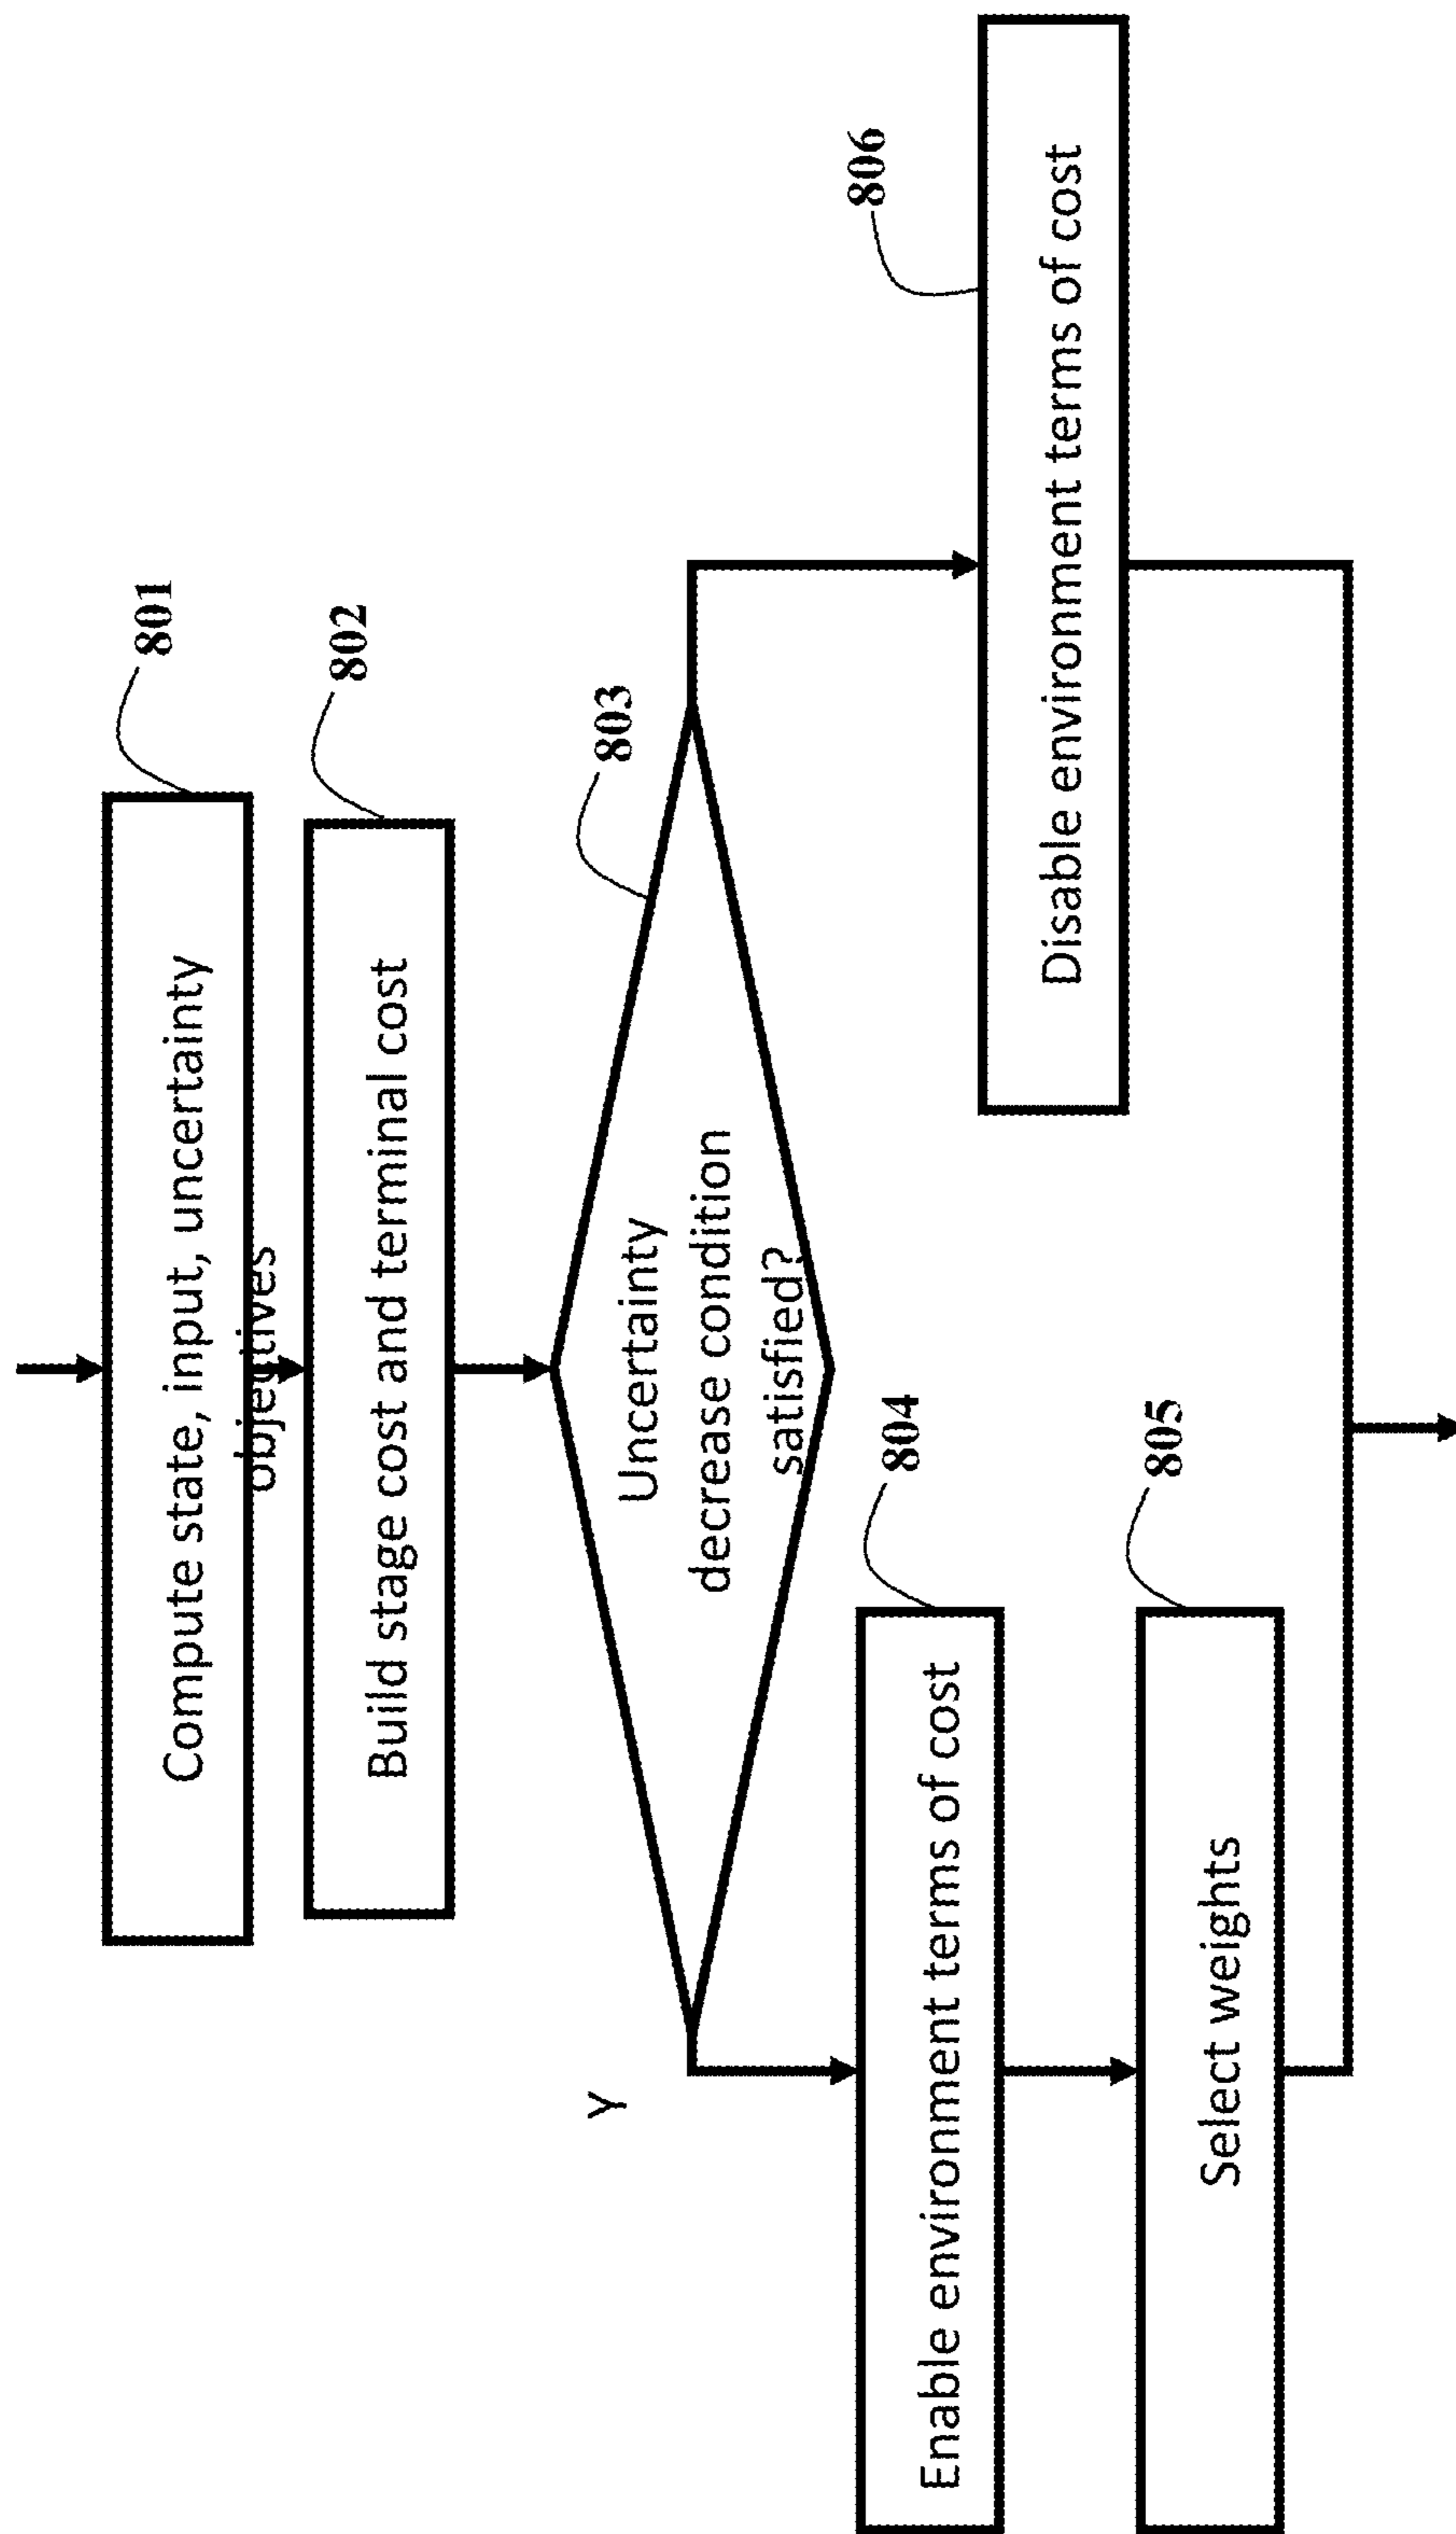 801
Compute state, input, uncertainty
objectives
802
Build stage cost and terminal cost
803
Uncertainty
decrease condition
satisfied?
Y
804
Enable environment terms of cost
805
Select weights
806
Disable environment terms of cost